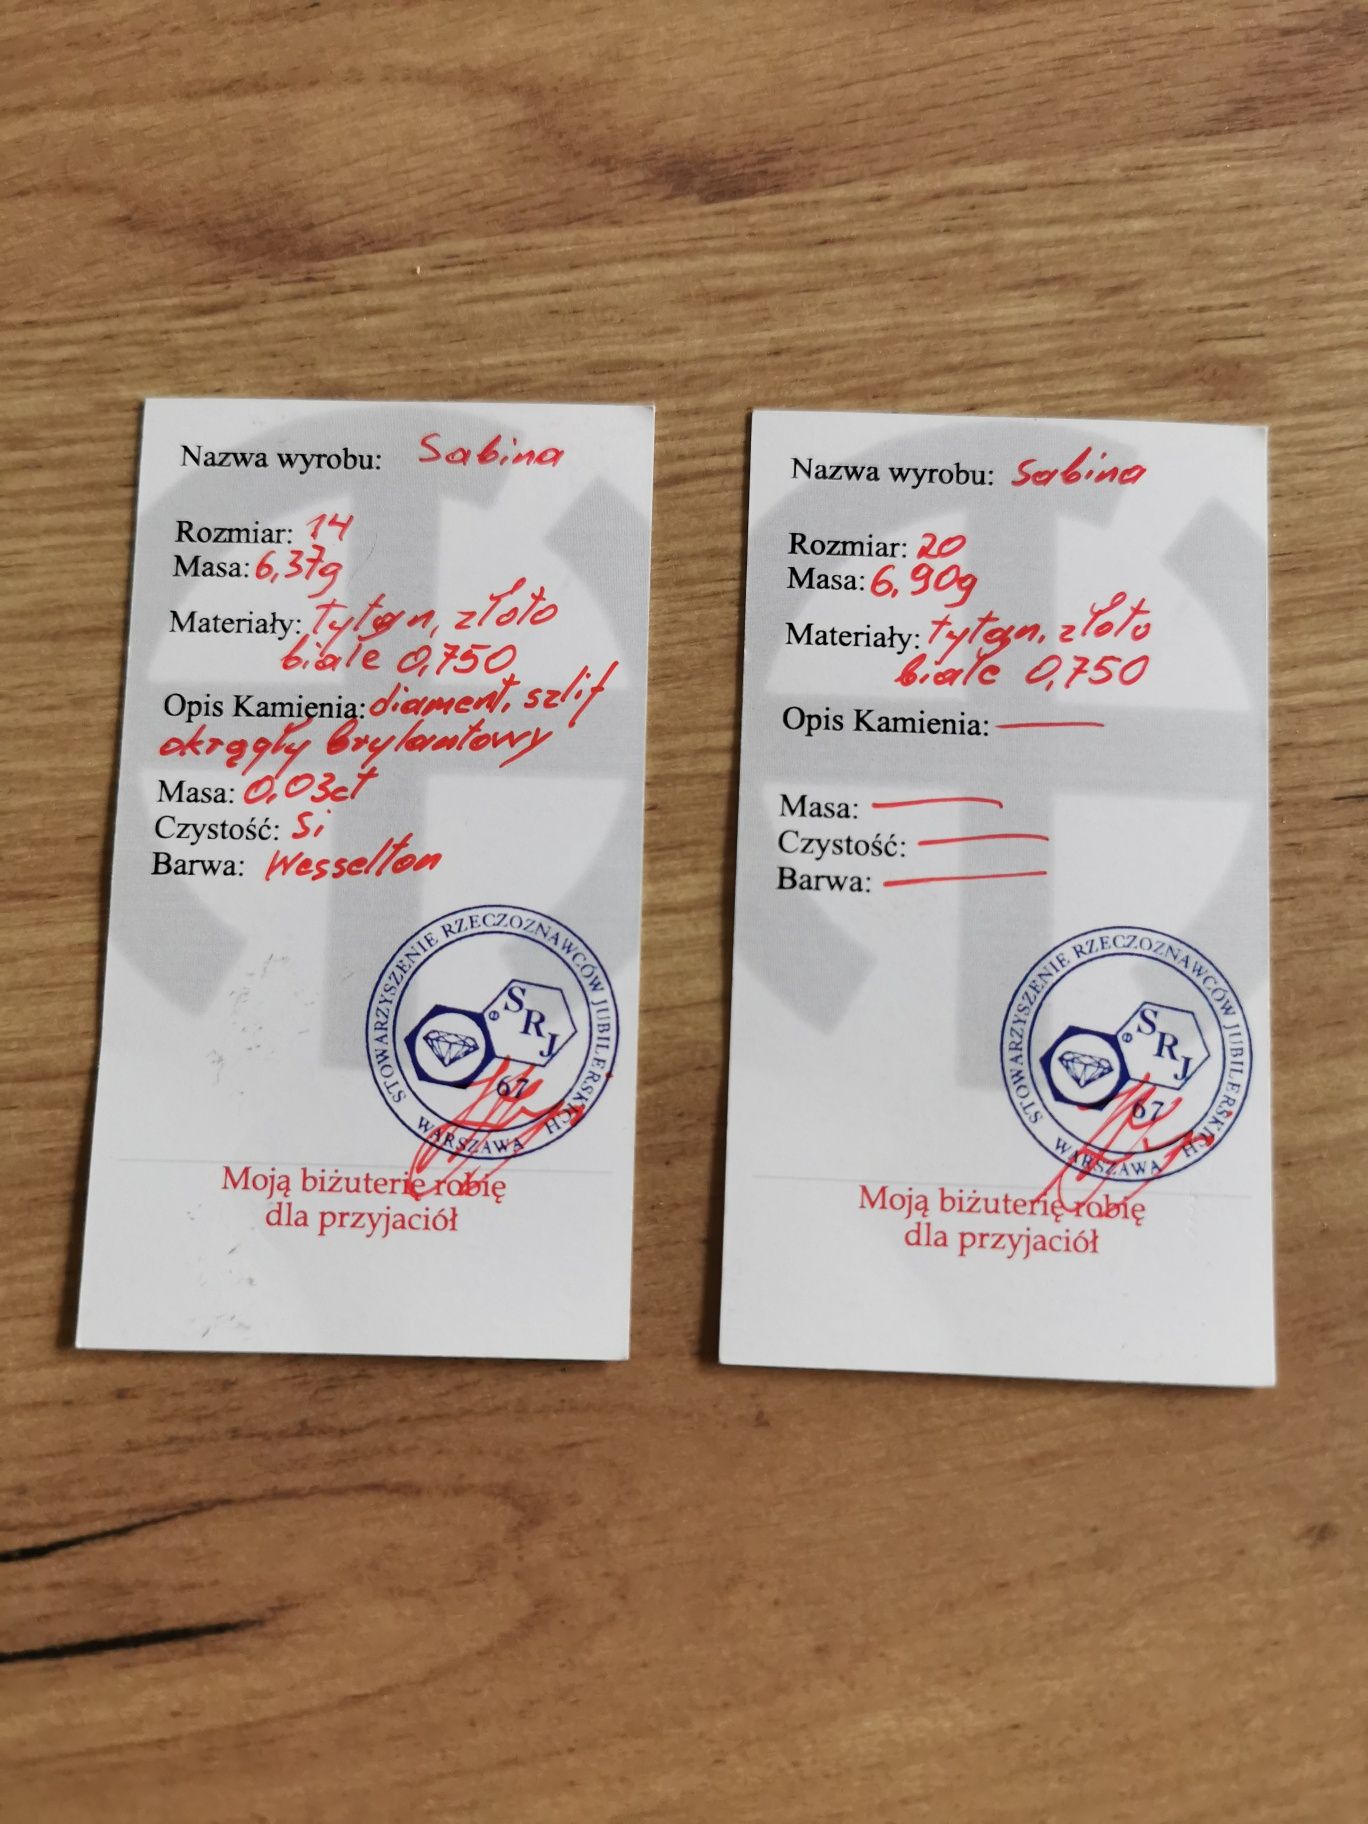 Nazwa wyrobu: Sabina
Rozmiar: 14
Masa: 6,37g
Materiały: tytan, złoto
białe 0,750
Opis Kamienia: diament, szlif
okrągły brylantowy
Masa: 0,03ct
Czystość: Si
Barwa: Wesselton
STOWARZYSZENIE RZECZOZNAWCÓW JUBILERSKICH
WARSZAWA
SRJ
67
Moją biżuterię robię
dla przyjaciół
Nazwa wyrobu: Sabina
Rozmiar: 20
Masa: 6,90g
Materiały: tytan, złoto
białe 0,750
Opis Kamienia:
Masa:
Czystość:
Barwa:
STOWARZYSZENIE RZECZOZNAWCÓW JUBILERSKICH
WARSZAWA
SRJ
67
Moją biżuterię robię
dla przyjaciół